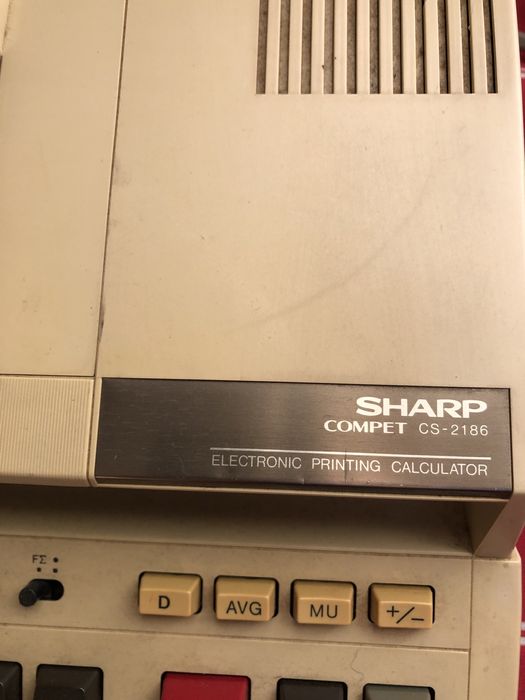 SHARP
COMPET CS-2186
ELECTRONIC PRINTING CALCULATOR
FΣ
D AVG MU +/−